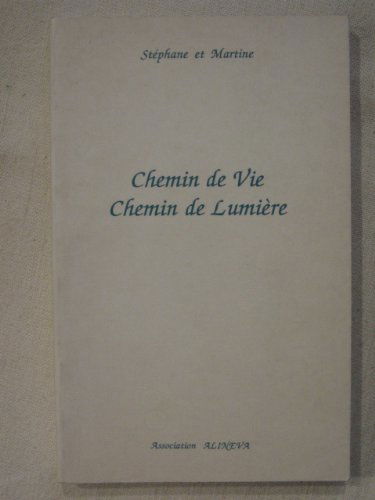 Stéphane et Martine
Chemin de Vie
Chemin de Lumière
Association ALINEVA